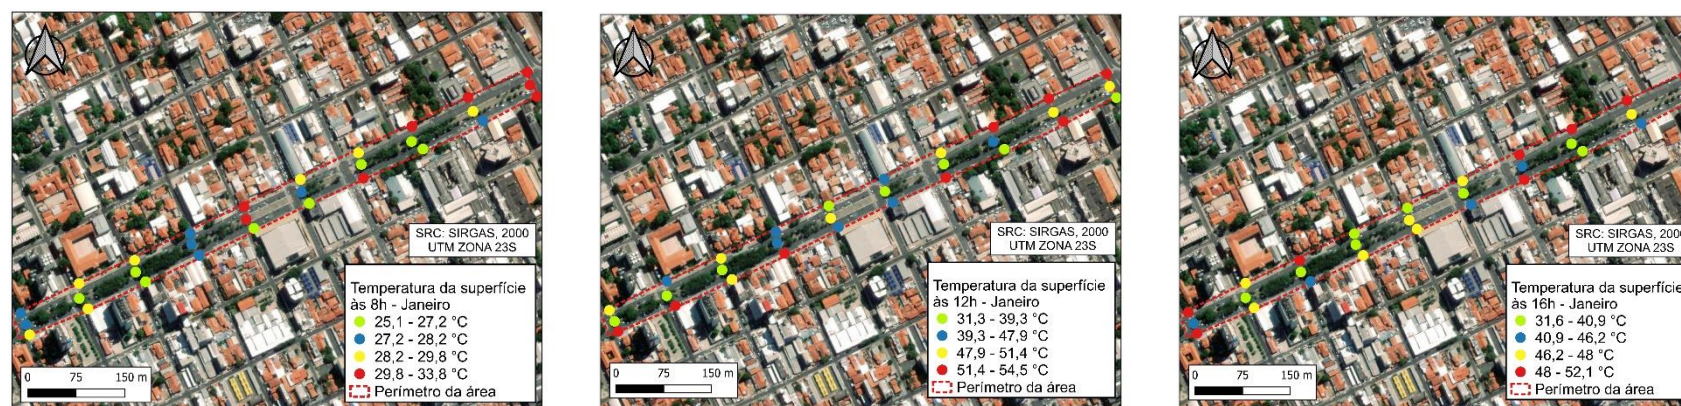 SRC: SIRGAS, 2000
UTM ZONA 23S
Temperatura da superfície
às 8h - Janeiro
25,1 - 27,2 °C
27,2 - 28,2 °C
28,2 - 29,8 °C
29,8 - 33,8 °C
Perímetro da área
0 75 150 m
SRC: SIRGAS, 2000
UTM ZONA 23S
Temperatura da superfície
às 12h - Janeiro
31,3 - 39,3 °C
39,3 - 47,9 °C
47,9 - 51,4 °C
51,4 - 54,5 °C
Perímetro da área
0 75 150 m
SRC: SIRGAS, 200
UTM ZONA 23S
Temperatura da superfície
às 16h - Janeiro
31,6 - 40,9 °C
40,9 - 46,2 °C
46,2 - 48 °C
48 - 52,1 °C
Perímetro da área
0 75 150 m